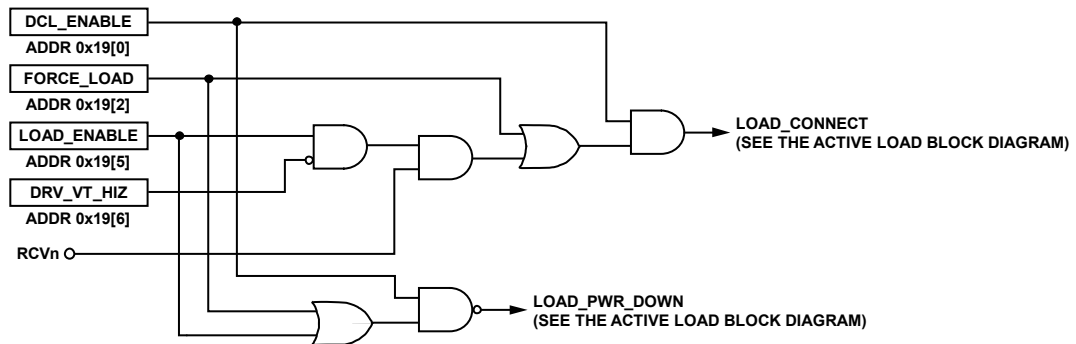 DCL_ENABLE
ADDR 0x19[0]
FORCE_LOAD
ADDR 0x19[2]
LOAD_ENABLE
ADDR 0x19[5]
DRV_VT_HIZ
ADDR 0x19[6]
RCVn
LOAD_CONNECT
(SEE THE ACTIVE LOAD BLOCK DIAGRAM)
LOAD_PWR_DOWN
(SEE THE ACTIVE LOAD BLOCK DIAGRAM)